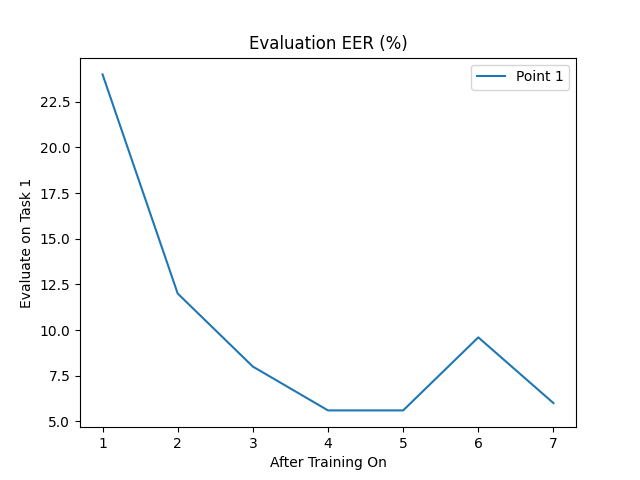 Evaluation EER (%)
Point 1
Evaluate on Task 1
22.5
20.0
17.5
15.0
12.5
10.0
7.5
5.0
1 2 3 4 5 6 7
After Training On